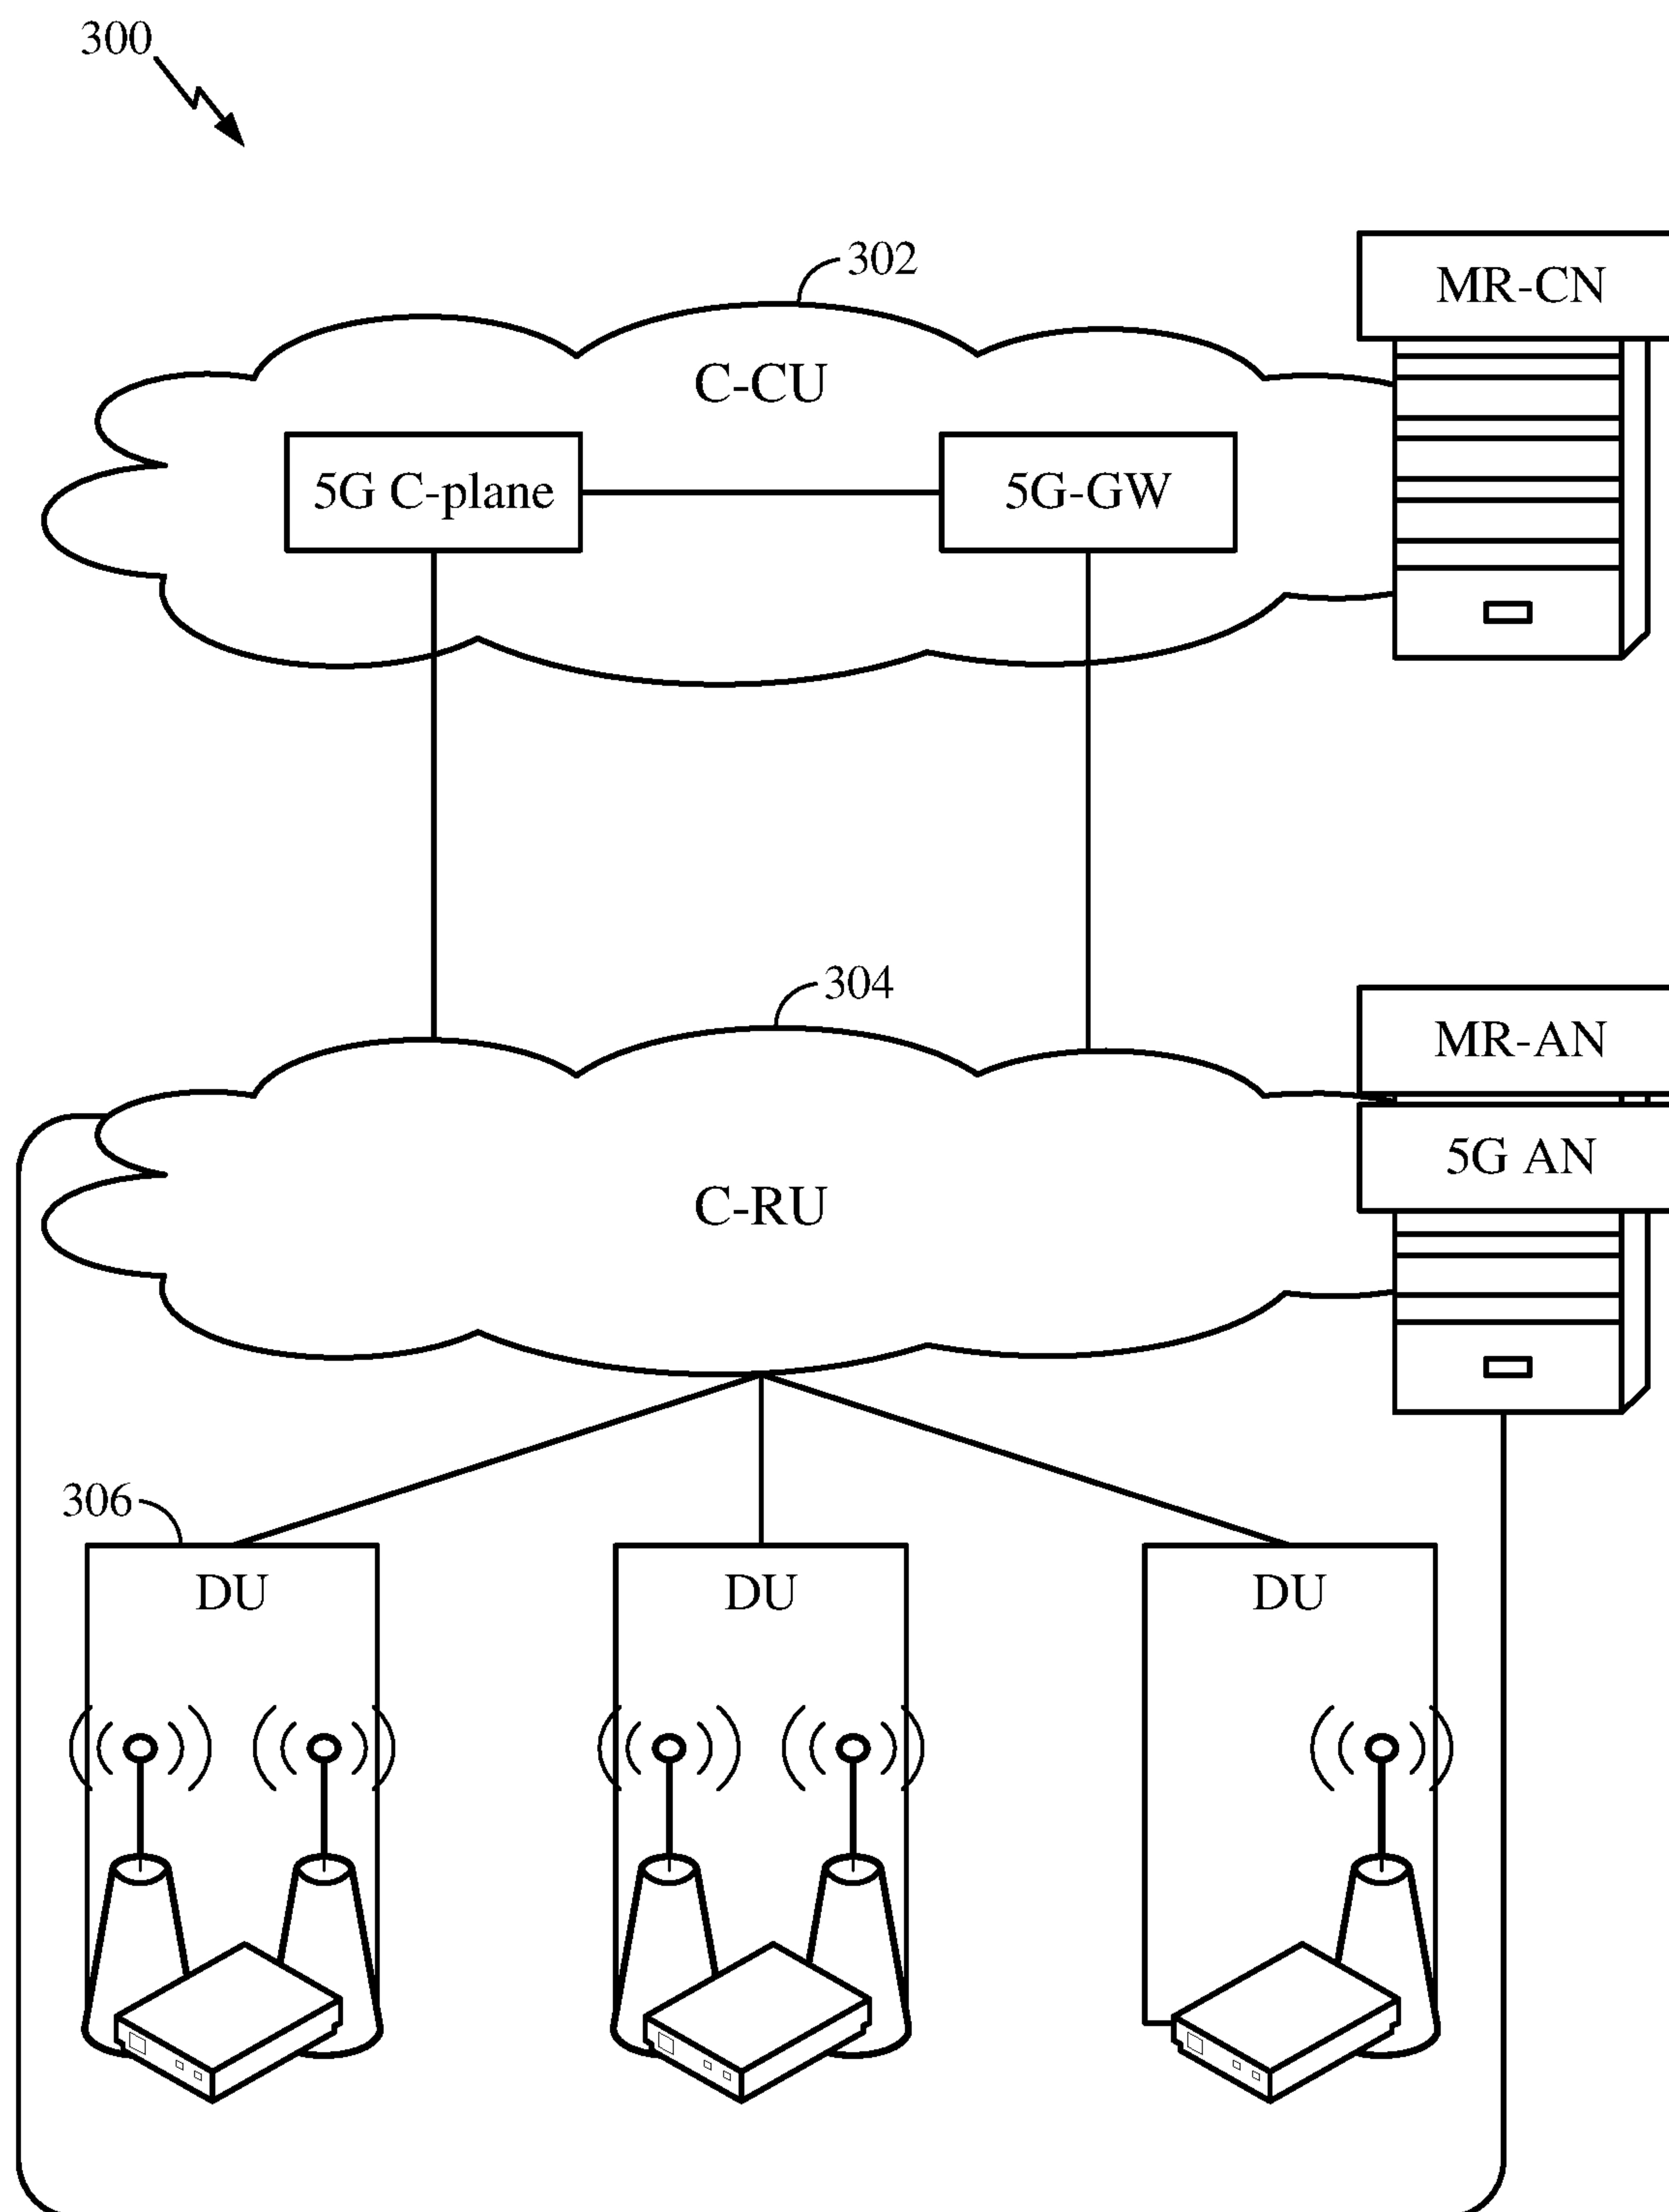 300
302
MR-CN
C-CU
5G C-plane
5G-GW
304
MR-AN
5G AN
C-RU
306
DU
DU
DU